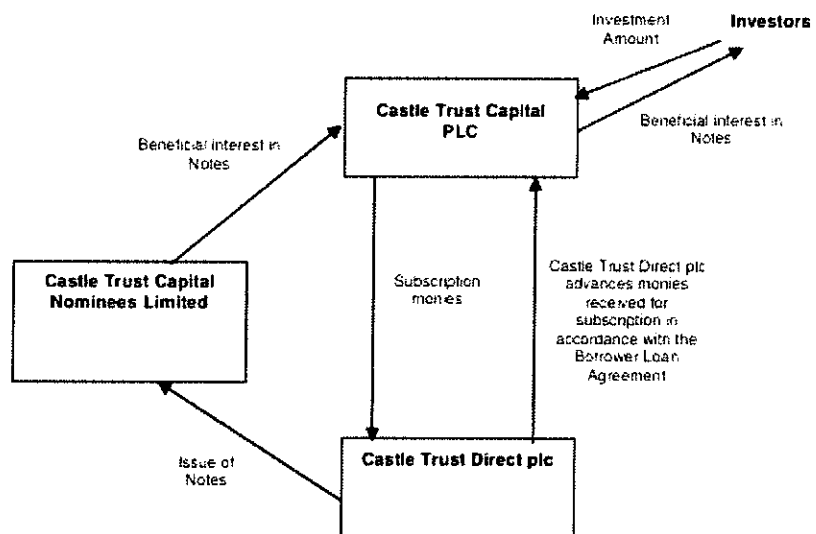 Investment
Amount
Investors
Castle Trust Capital
PLC
Beneficial interest in
Notes
Beneficial interest in
Notes
Castle Trust Capital
Nominees Limited
Subscription
monies
Castle Trust Direct plc
advances monies
received for
subscription in
accordance with the
Borrower Loan
Agreement
Issue of
Notes
Castle Trust Direct plc